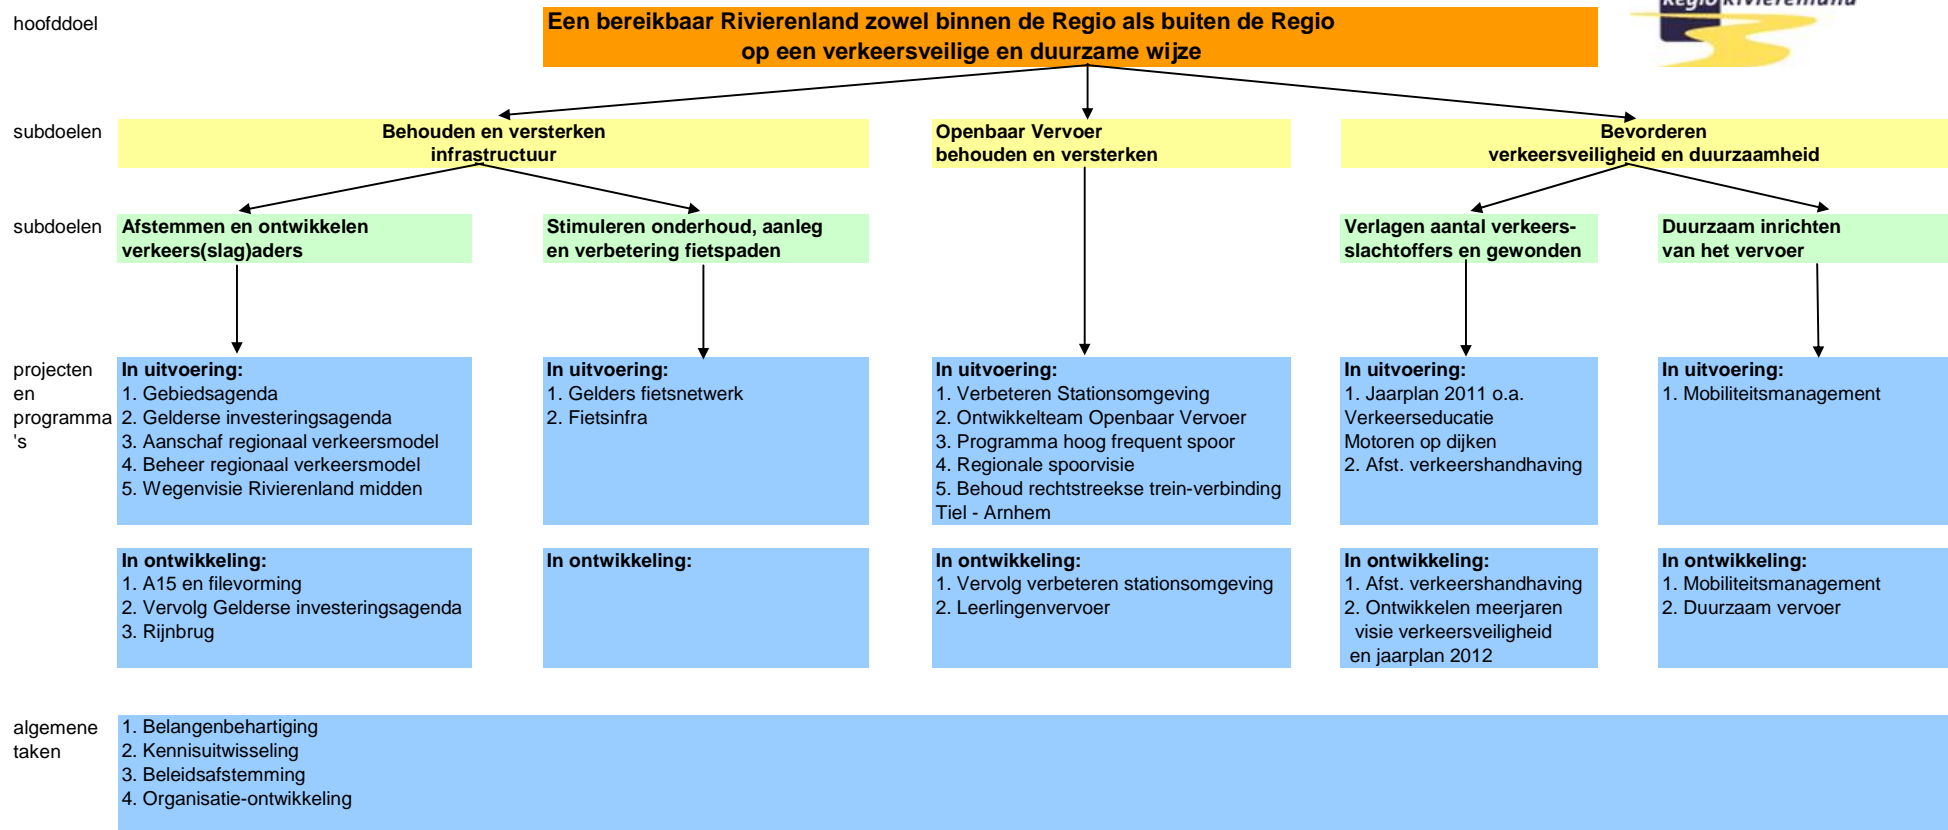 hoofddoel
Een bereikbaar Rivierenland zowel binnen de Regio als buiten de Regio
op een verkeersveilige en duurzame wijze
Regio Rivierenland
subdoelen
Behouden en versterken
infrastructuur
Openbaar Vervoer
behouden en versterken
Bevorderen
verkeersveiligheid en duurzaamheid
subdoelen
Afstemmen en ontwikkelen
verkeers(slag)aders
Stimuleren onderhoud, aanleg
en verbetering fietspaden
Verlagen aantal verkeers-
slachtoffers en gewonden
Duurzaam inrichten
van het vervoer
projecten
en
programma
's
In uitvoering:
1. Gebiedsagenda
2. Gelderse investeringsagenda
3. Aanschaf regionaal verkeersmodel
4. Beheer regionaal verkeersmodel
5. Wegenvisie Rivierenland midden
In uitvoering:
1. Gelders fietsnetwerk
2. Fietsinfra
In uitvoering:
1. Verbeteren Stationsomgeving
2. Ontwikkelteam Openbaar Vervoer
3. Programma hoog frequent spoor
4. Regionale spoorvisie
5. Behoud rechtstreekse trein-verbinding
Tiel - Arnhem
In uitvoering:
1. Jaarplan 2011 o.a.
Verkeerseducatie
Motoren op dijken
2. Afst. verkeershandhaving
In uitvoering:
1. Mobiliteitsmanagement
In ontwikkeling:
1. A15 en filevorming
2. Vervolg Gelderse investeringsagenda
3. Rijnbrug
In ontwikkeling:
In ontwikkeling:
1. Vervolg verbeteren stationsomgeving
2. Leerlingenvervoer
In ontwikkeling:
1. Afst. verkeershandhaving
2. Ontwikkelen meerjaren
visie verkeersveiligheid
en jaarplan 2012
In ontwikkeling:
1. Mobiliteitsmanagement
2. Duurzaam vervoer
algemene
taken
1. Belangenbehartiging
2. Kennisuitwisseling
3. Beleidsafstemming
4. Organisatie-ontwikkeling